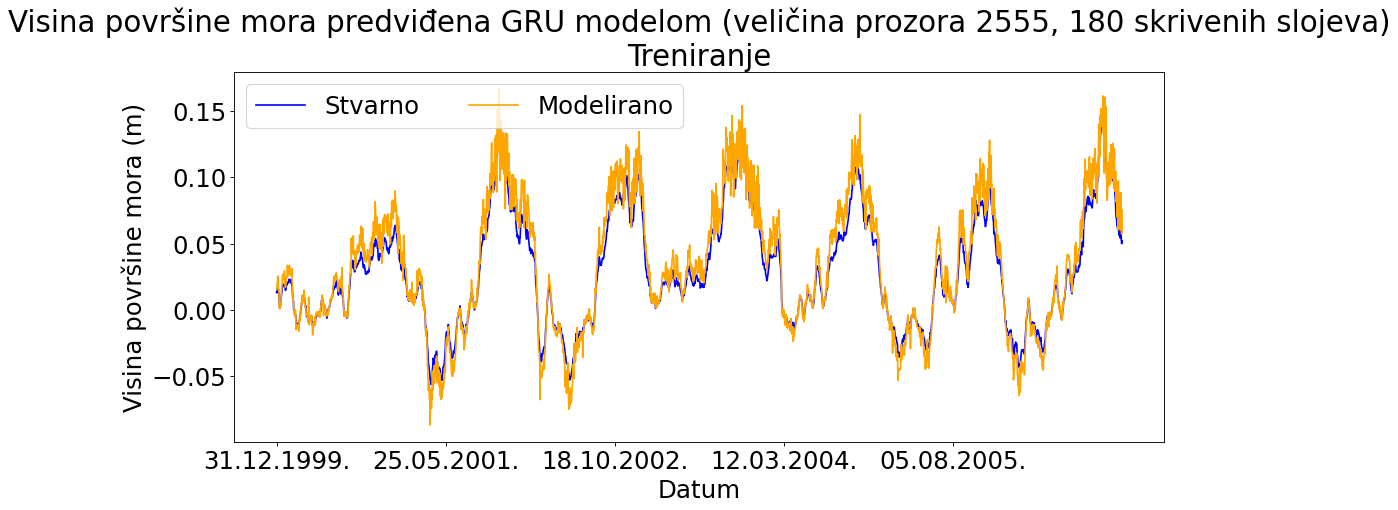 Visina površine mora predviđena GRU modelom (veličina prozora 2555, 180 skrivenih slojeva)
Treniranje
Stvarno
Modelirano
Visina površine mora (m)
0.15
0.10
0.05
0.00
−0.05
31.12.1999.
25.05.2001.
18.10.2002.
12.03.2004.
05.08.2005.
Datum